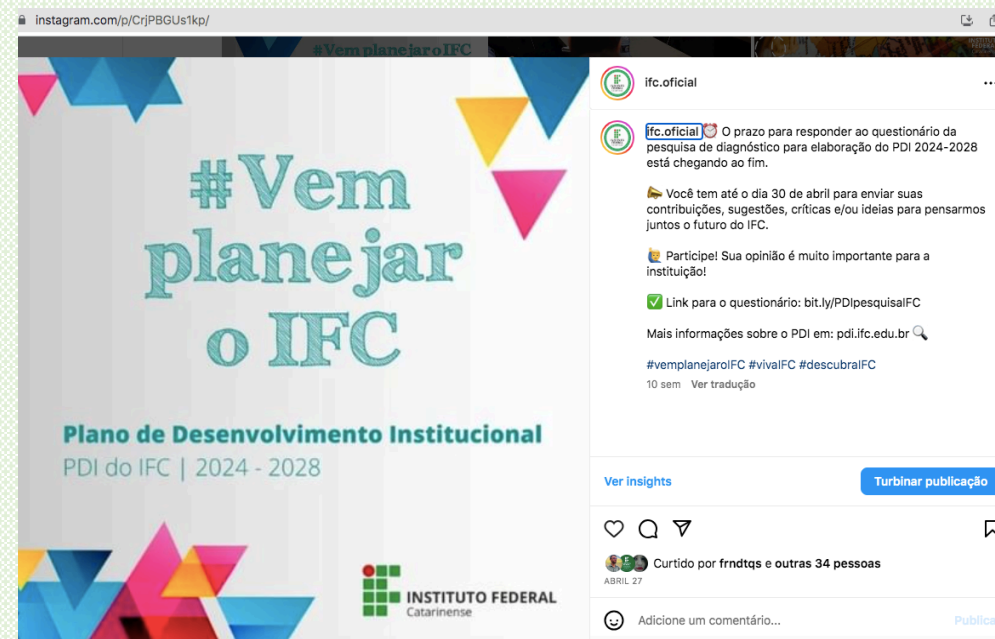 instagram.com/p/CrjPBGUs1kp/
#Vem planejar o IFC
#Vem
planejar
o IFC
Plano de Desenvolvimento Institucional
PDI do IFC | 2024 - 2028
INSTITUTO FEDERAL
Catarinense
ifc.oficial
ifc.oficial ⏰ O prazo para responder ao questionário da
pesquisa de diagnóstico para elaboração do PDI 2024-2028
está chegando ao fim.
📣 Você tem até o dia 30 de abril para enviar suas
contribuições, sugestões, críticas e/ou ideias para pensarmos
juntos o futuro do IFC.
🙋 Participe! Sua opinião é muito importante para a
instituição!
✅ Link para o questionário: bit.ly/PDIpesquisaIFC
Mais informações sobre o PDI em: pdi.ifc.edu.br 🔍
#vemplanejaroIFC #vivaIFC #descubraIFC
10 sem Ver tradução
Ver insights
Turbinar publicação
Curtido por frndtqs e outras 34 pessoas
ABRIL 27
Adicione um comentário...
Publica